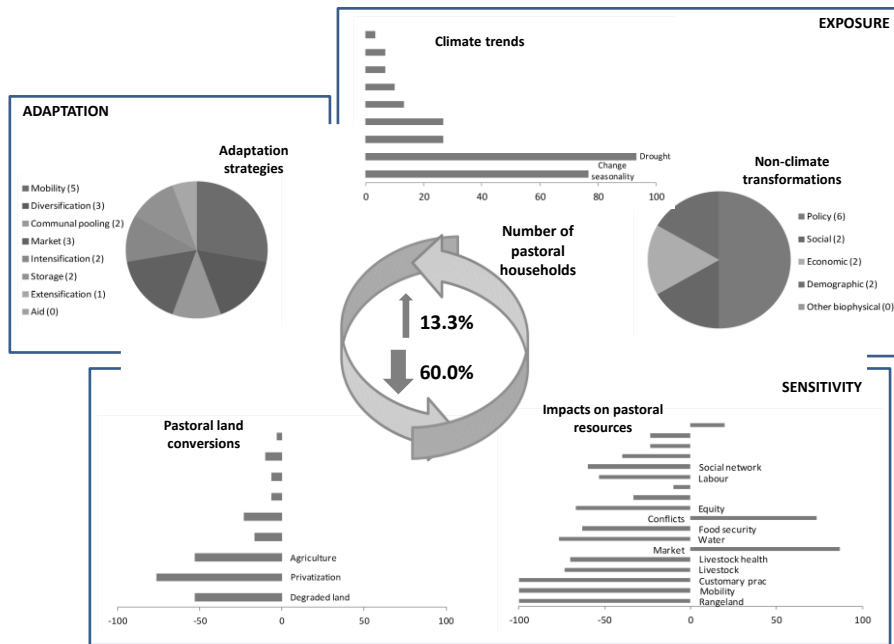 EXPOSURE
Climate trends
Drought
Change
seasonality
0
20
40
60
80
100
ADAPTATION
Adaptation
strategies
Mobility (5)
Diversification (3)
Communal pooling (2)
Market (3)
Intensification (2)
Storage (2)
Extensification (1)
Aid (0)
Non-climate
transformations
Policy (6)
Social (2)
Economic (2)
Demographic (2)
Other biophysical (0)
Number of
pastoral
households
13.3%
60.0%
SENSITIVITY
Pastoral land
conversions
Agriculture
Privatization
Degraded land
-100
-50
0
50
100
Impacts on pastoral
resources
Social network
Labour
Equity
Conflicts
Food security
Water
Market
Livestock health
Livestock
Customary prac
Mobility
Rangeland
-100
-50
0
50
100